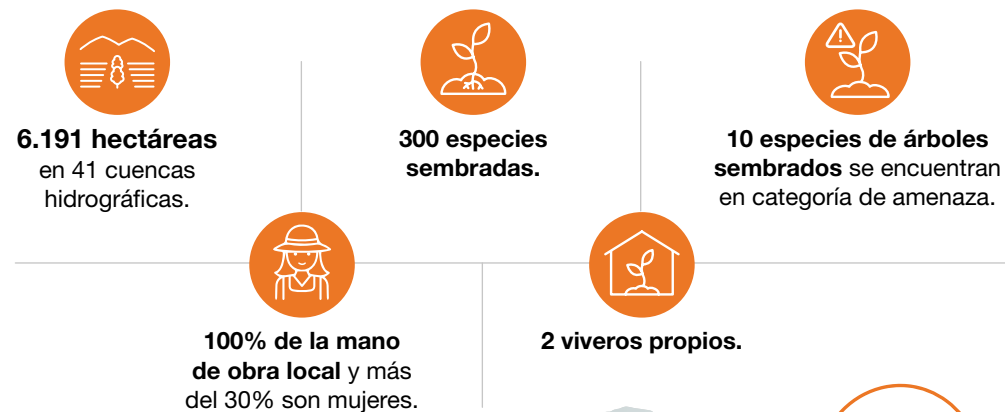 6.191 hectáreas
en 41 cuencas
hidrográficas.
300 especies
sembradas.
10 especies de árboles
sembrados se encuentran
en categoría de amenaza.
100% de la mano
de obra local y más
del 30% son mujeres.
2 viveros propios.